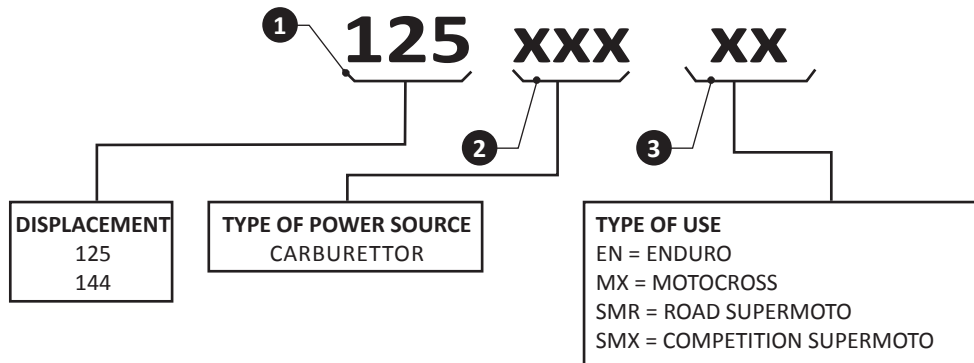 1
125 xxx xx
2
3
DISPLACEMENT
125
144
TYPE OF POWER SOURCE
CARBURETTOR
TYPE OF USE
EN = ENDURO
MX = MOTOCROSS
SMR = ROAD SUPERMOTO
SMX = COMPETITION SUPERMOTO